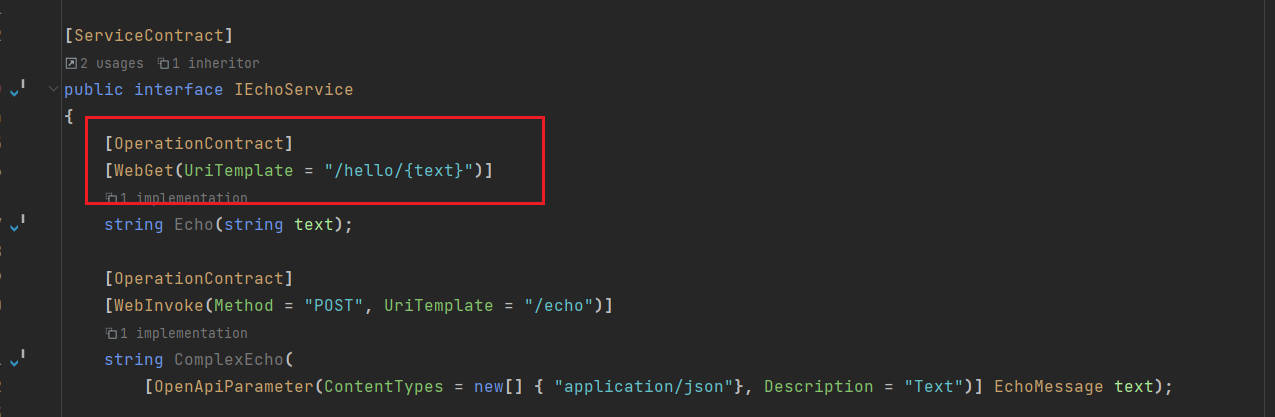 [ServiceContract]
2 usages 1 inheritor
public interface IEchoService
{
[OperationContract]
[WebGet(UriTemplate = "/hello/{text}")]
1 implementation
string Echo(string text);
[OperationContract]
[WebInvoke(Method = "POST", UriTemplate = "/echo")]
1 implementation
string ComplexEcho(
[OpenApiParameter(ContentTypes = new[] { "application/json"}, Description = "Text")] EchoMessage text);